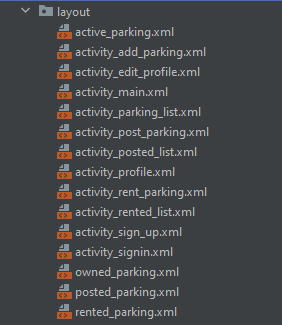 layout
active_parking.xml
activity_add_parking.xml
activity_edit_profile.xml
activity_main.xml
activity_parking_list.xml
activity_post_parking.xml
activity_posted_list.xml
activity_profile.xml
activity_rent_parking.xml
activity_rented_list.xml
activity_sign_up.xml
activity_signin.xml
owned_parking.xml
posted_parking.xml
rented_parking.xml